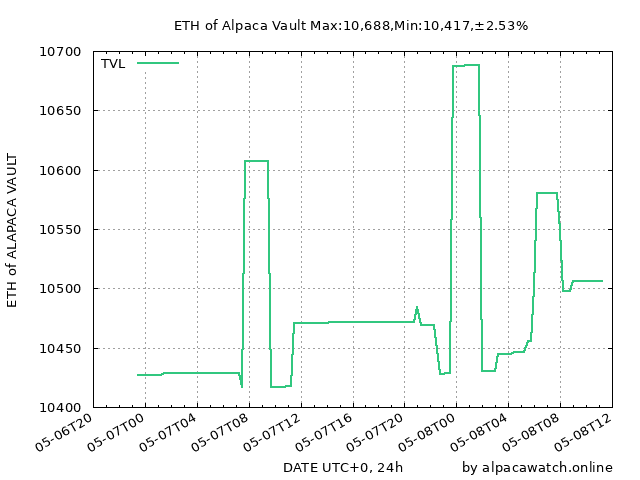 ETH of Alpaca Vault Max:10,688,Min:10,417,±2.53%
TVL
ETH of ALAPACA VAULT
10700
10650
10600
10550
10500
10450
10400
05-06T20
05-07T00
05-07T04
05-07T08
05-07T12
05-07T16
05-07T20
05-08T00
05-08T04
05-08T08
05-08T12
DATE UTC+0, 24h
by alpacawatch.online